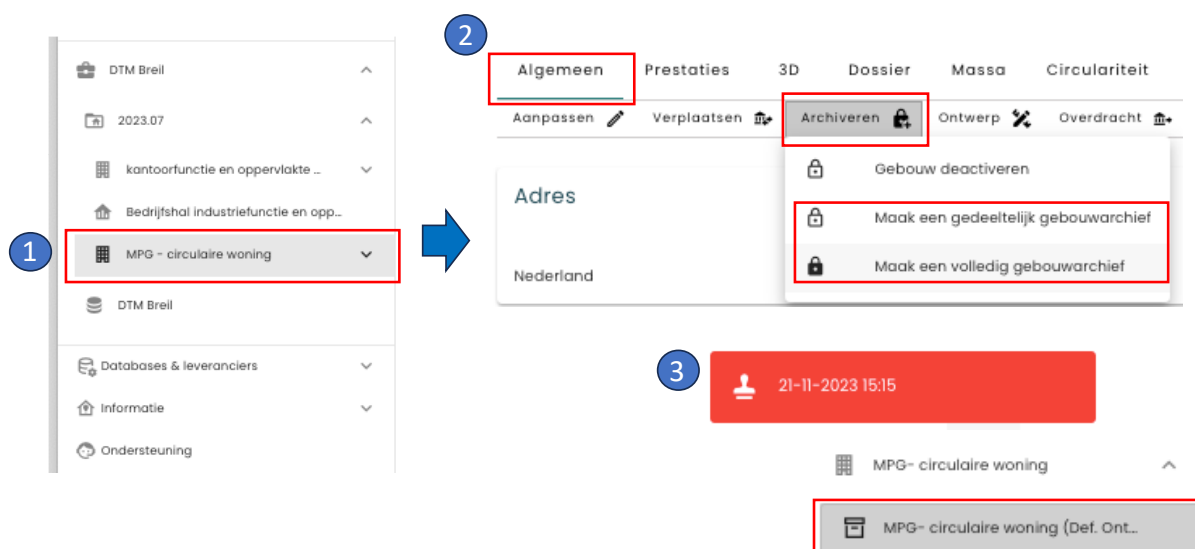 DTM Breil
2023.07
kantoorfunctie en oppervlakte ...
Bedrijfshal industriefunctie en opp...
1
MPG - circulaire woning
DTM Breil
Databases & leveranciers
Informatie
Ondersteuning
2
Algemeen Prestaties 3D Dossier Massa Circulariteit
Aanpassen Verplaatsen Archiveren Ontwerp Overdracht
Gebouw deactiveren
Adres
Maak een gedeeltelijk gebouwarchief
Maak een volledig gebouwarchief
Nederland
3
21-11-2023 15:15
MPG- circulaire woning
MPG- circulaire woning (Def. Ont...